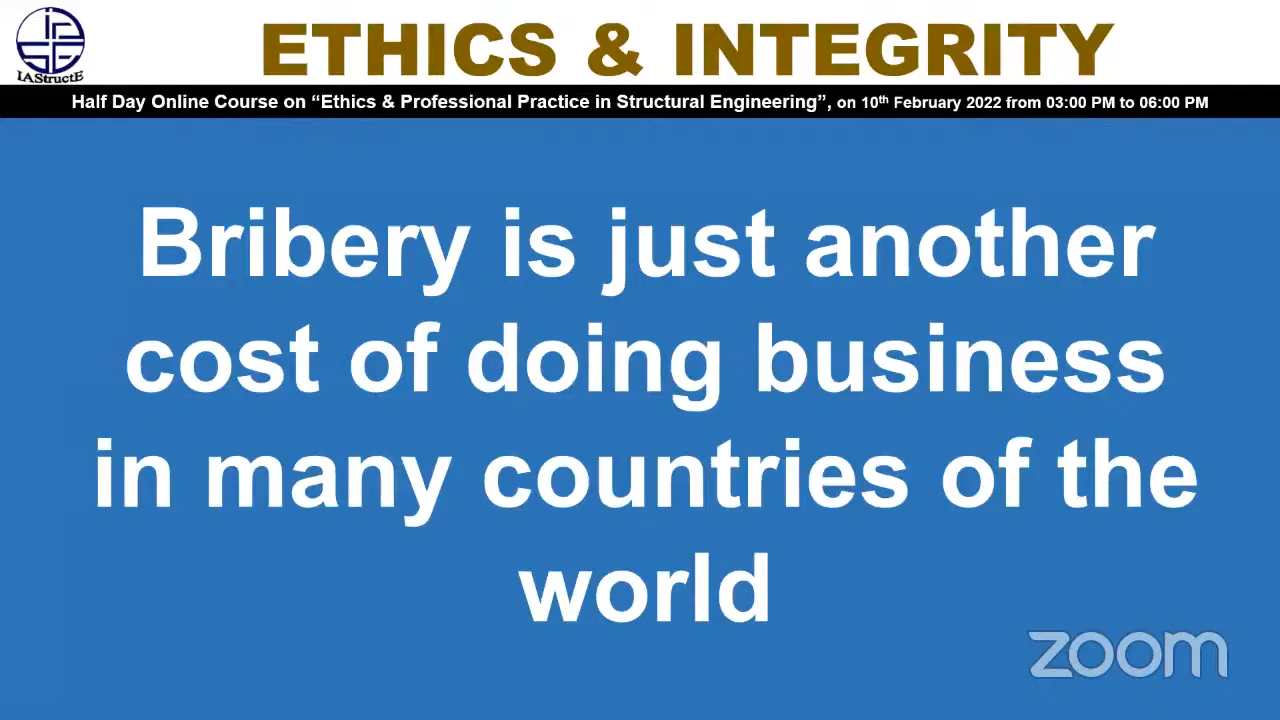 IAStructE
ETHICS & INTEGRITY
Half Day Online Course on “Ethics & Professional Practice in Structural Engineering”, on 10th February 2022 from 03:00 PM to 06:00 PM
Bribery is just another
cost of doing business
in many countries of the
world
zoom